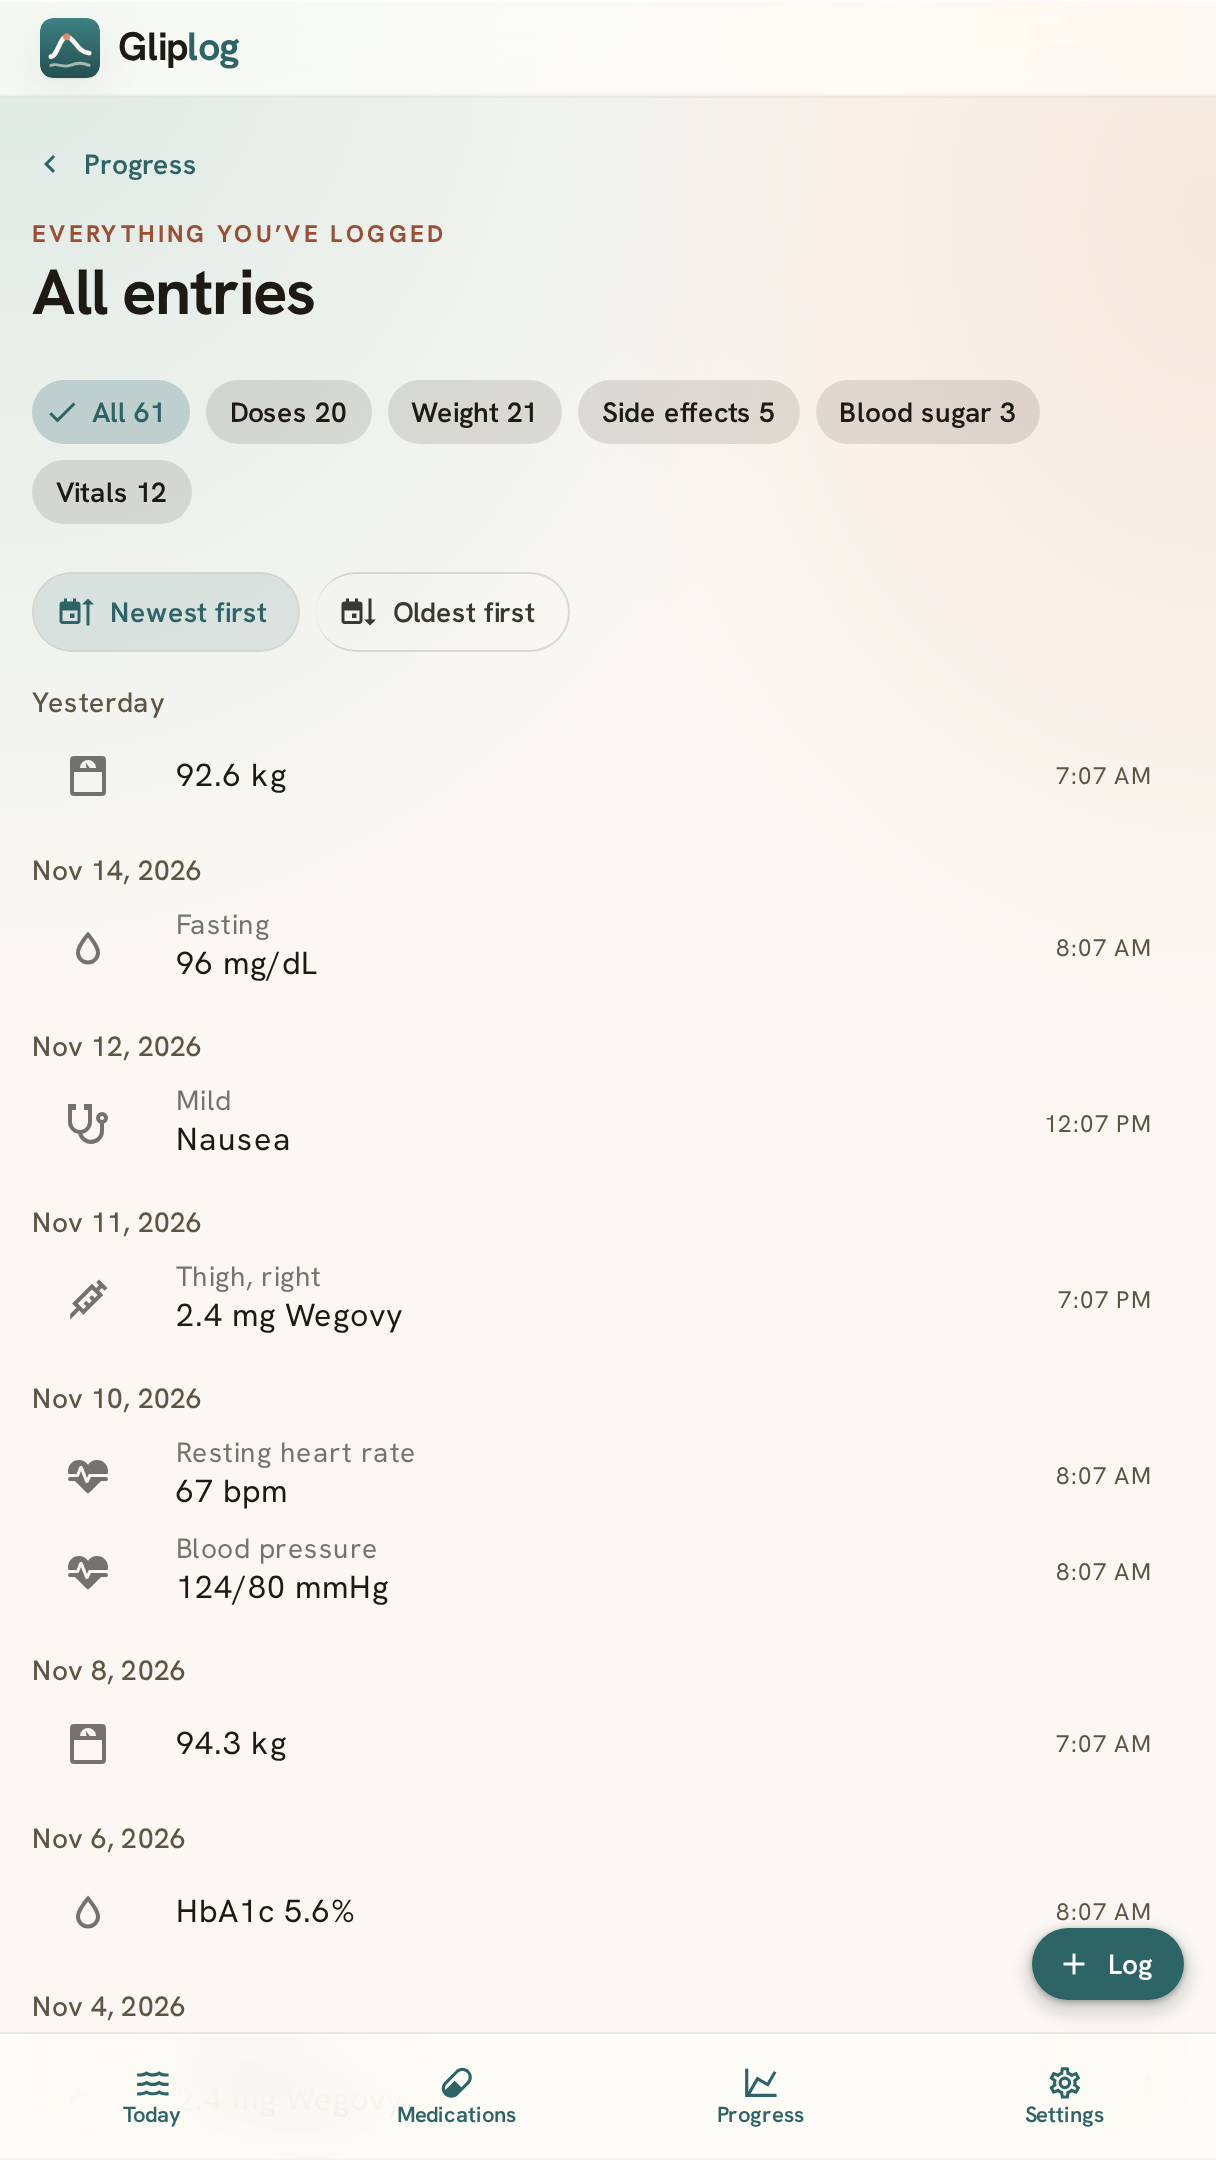 Gliplog
Progress
EVERYTHING YOU’VE LOGGED
All entries
All 61
Doses 20
Weight 21
Side effects 5
Blood sugar 3
Vitals 12
Newest first
Oldest first
Yesterday
92.6 kg
7:07 AM
Nov 14, 2026
Fasting
96 mg/dL
8:07 AM
Nov 12, 2026
Mild
Nausea
12:07 PM
Nov 11, 2026
Thigh, right
2.4 mg Wegovy
7:07 PM
Nov 10, 2026
Resting heart rate
67 bpm
8:07 AM
Blood pressure
124/80 mmHg
8:07 AM
Nov 8, 2026
94.3 kg
7:07 AM
Nov 6, 2026
HbA1c 5.6%
8:07 AM
Log
Nov 4, 2026
2.4 mg Wegovy
Today
Medications
Progress
Settings